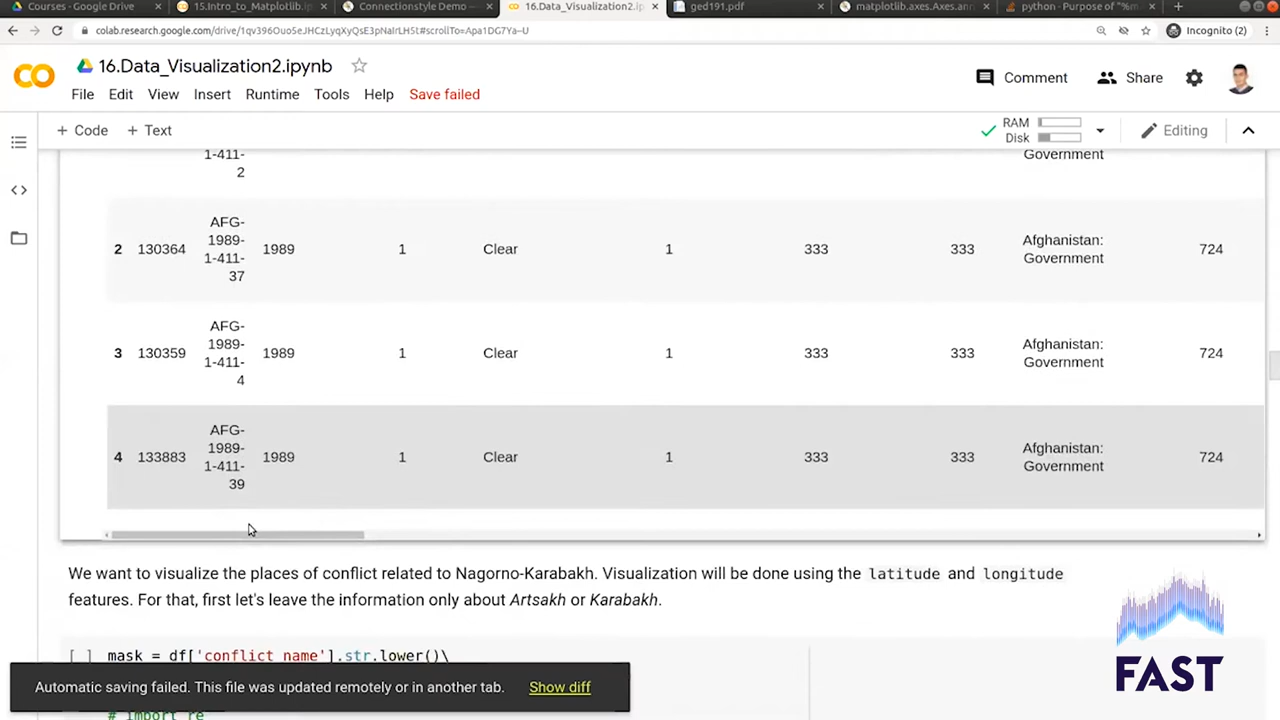 Courses - Google Drive
15.Intro_to_Matplotlib.i
Connectionstyle Demo —
16.Data_Visualization2.ip
ged191.pdf
matplotlib.axes.Axes.an
python - Purpose of "%m
colab.research.google.com/drive/1qv396Ouo5eJHCzLyqXyQsE3pNaIrLH5t#scrollTo=Apa1DG7Ya-U
Incognito (2)
CO
16.Data_Visualization2.ipynb
Comment
Share
File Edit View Insert Runtime Tools Help Save failed
+ Code + Text
RAM
Disk
Editing
1-411-
2
Government
AFG-
1989-
1-411-
37
2 130364 1989 1 Clear 1 333 333 Afghanistan: Government 724
AFG-
1989-
1-411-
4
3 130359 1989 1 Clear 1 333 333 Afghanistan: Government 724
AFG-
1989-
1-411-
39
4 133883 1989 1 Clear 1 333 333 Afghanistan: Government 724
We want to visualize the places of conflict related to Nagorno-Karabakh. Visualization will be done using the latitude and longitude
features. For that, first let's leave the information only about Artsakh or Karabakh.
[ ] mask = df['conflict_name'].str.lower()\
Automatic saving failed. This file was updated remotely or in another tab. Show diff
# import re
FAST